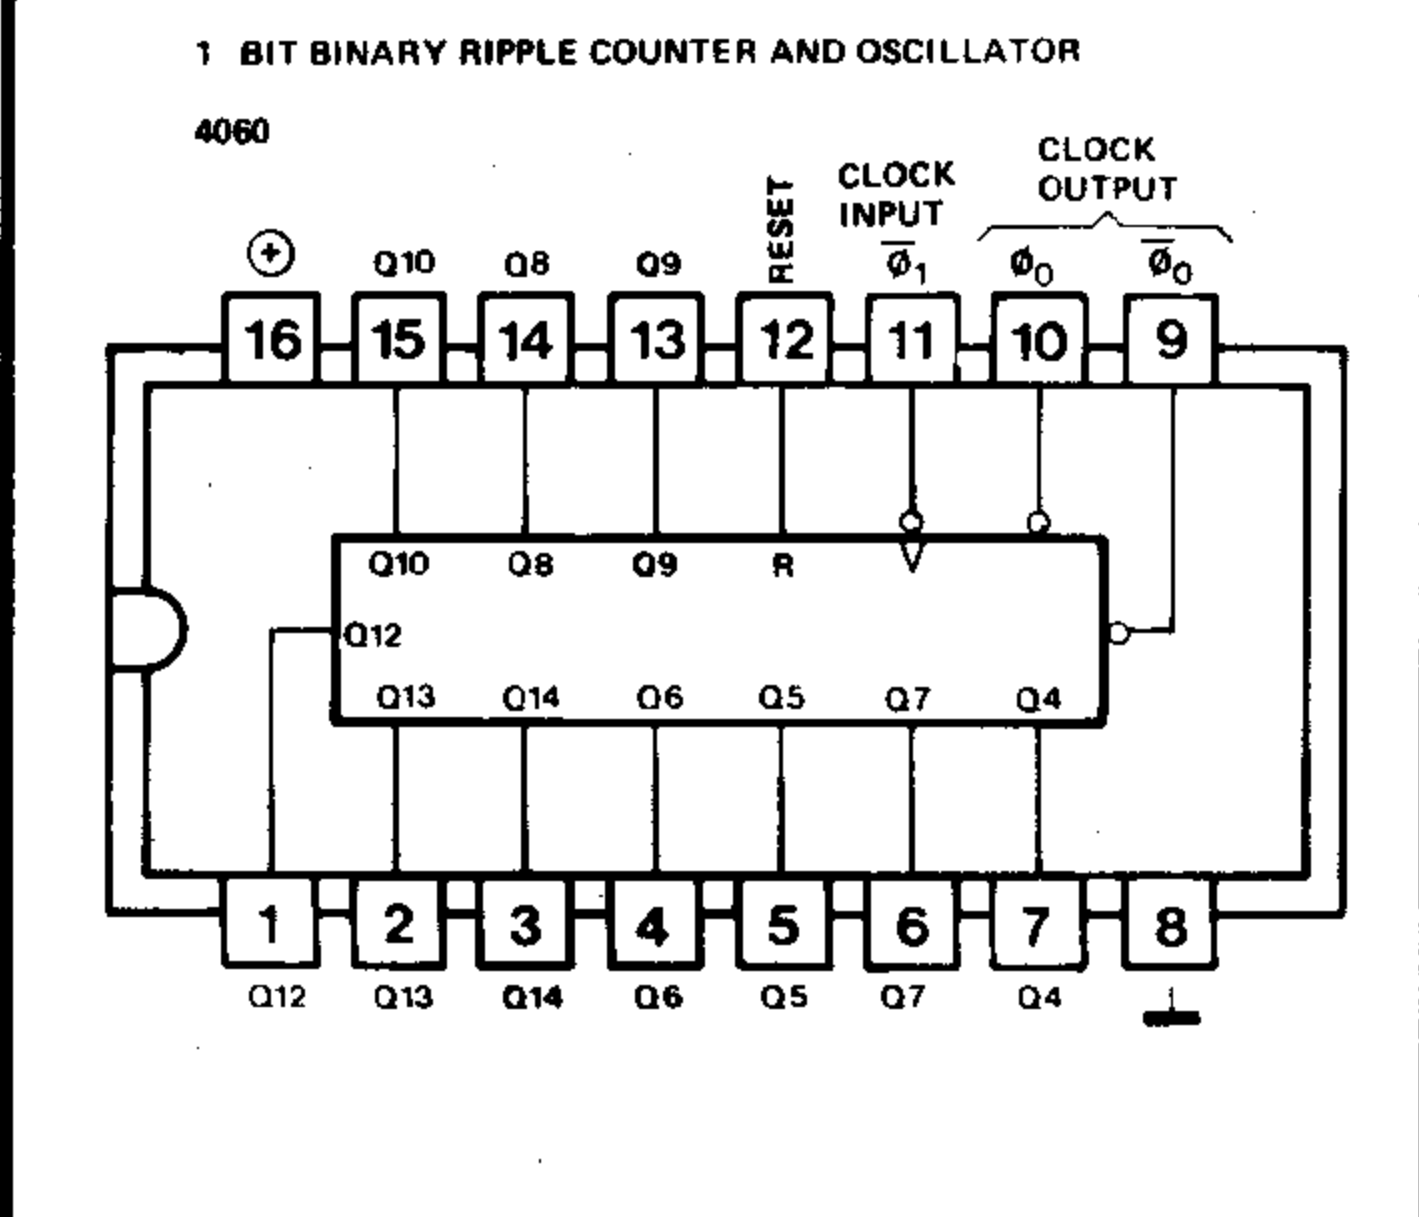 1 BIT BINARY RIPPLE COUNTER AND OSCILLATOR
4060
CLOCK OUTPUT
CLOCK INPUT
RESET
⊕ Q10 Q8 Q9 Φ̅₁ Φ₀ Φ̅₀
16 15 14 13 12 11 10 9
Q10 Q8 Q9 R
Q12
Q13 Q14 Q6 Q5 Q7 Q4
1 2 3 4 5 6 7 8
Q12 Q13 Q14 Q6 Q5 Q7 Q4